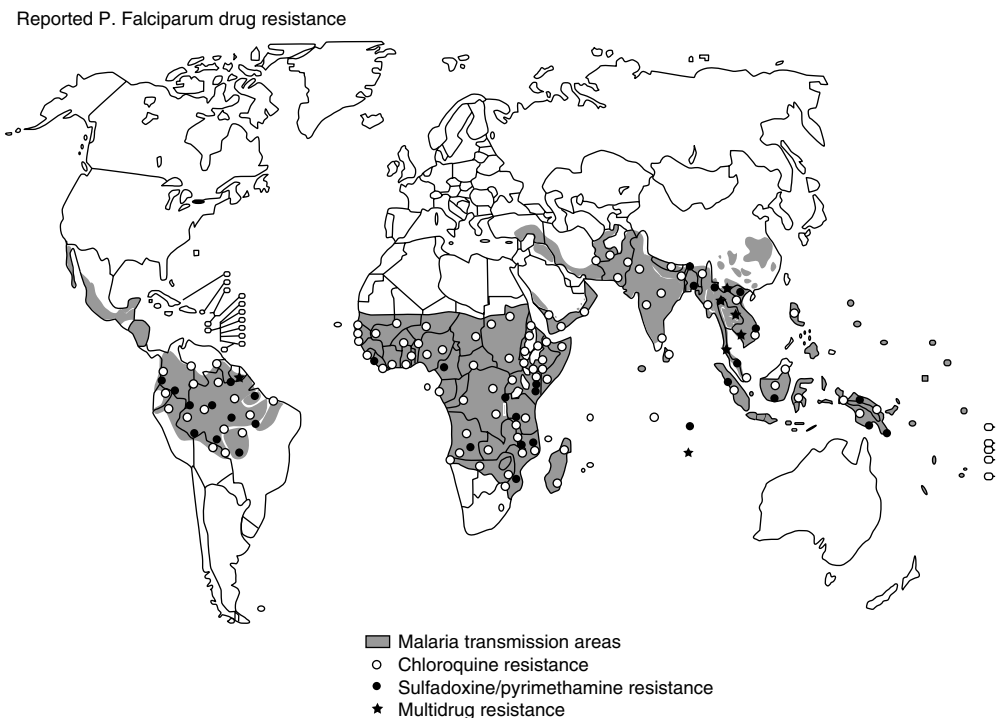 Reported P. Falciparum drug resistance
Malaria transmission areas
Chloroquine resistance
Sulfadoxine/pyrimethamine resistance
Multidrug resistance